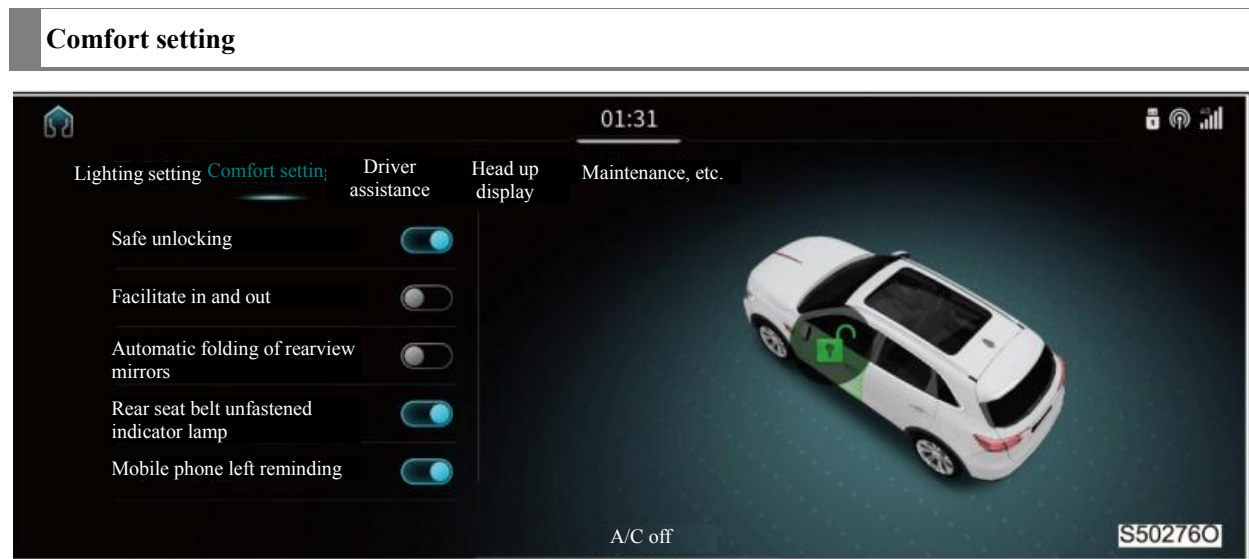 Comfort setting
01:31
4G
Lighting setting Comfort setting Driver assistance Head up display Maintenance, etc.
Safe unlocking
Facilitate in and out
Automatic folding of rearview
mirrors
Rear seat belt unfastened
indicator lamp
Mobile phone left reminding
A/C off
S50276O